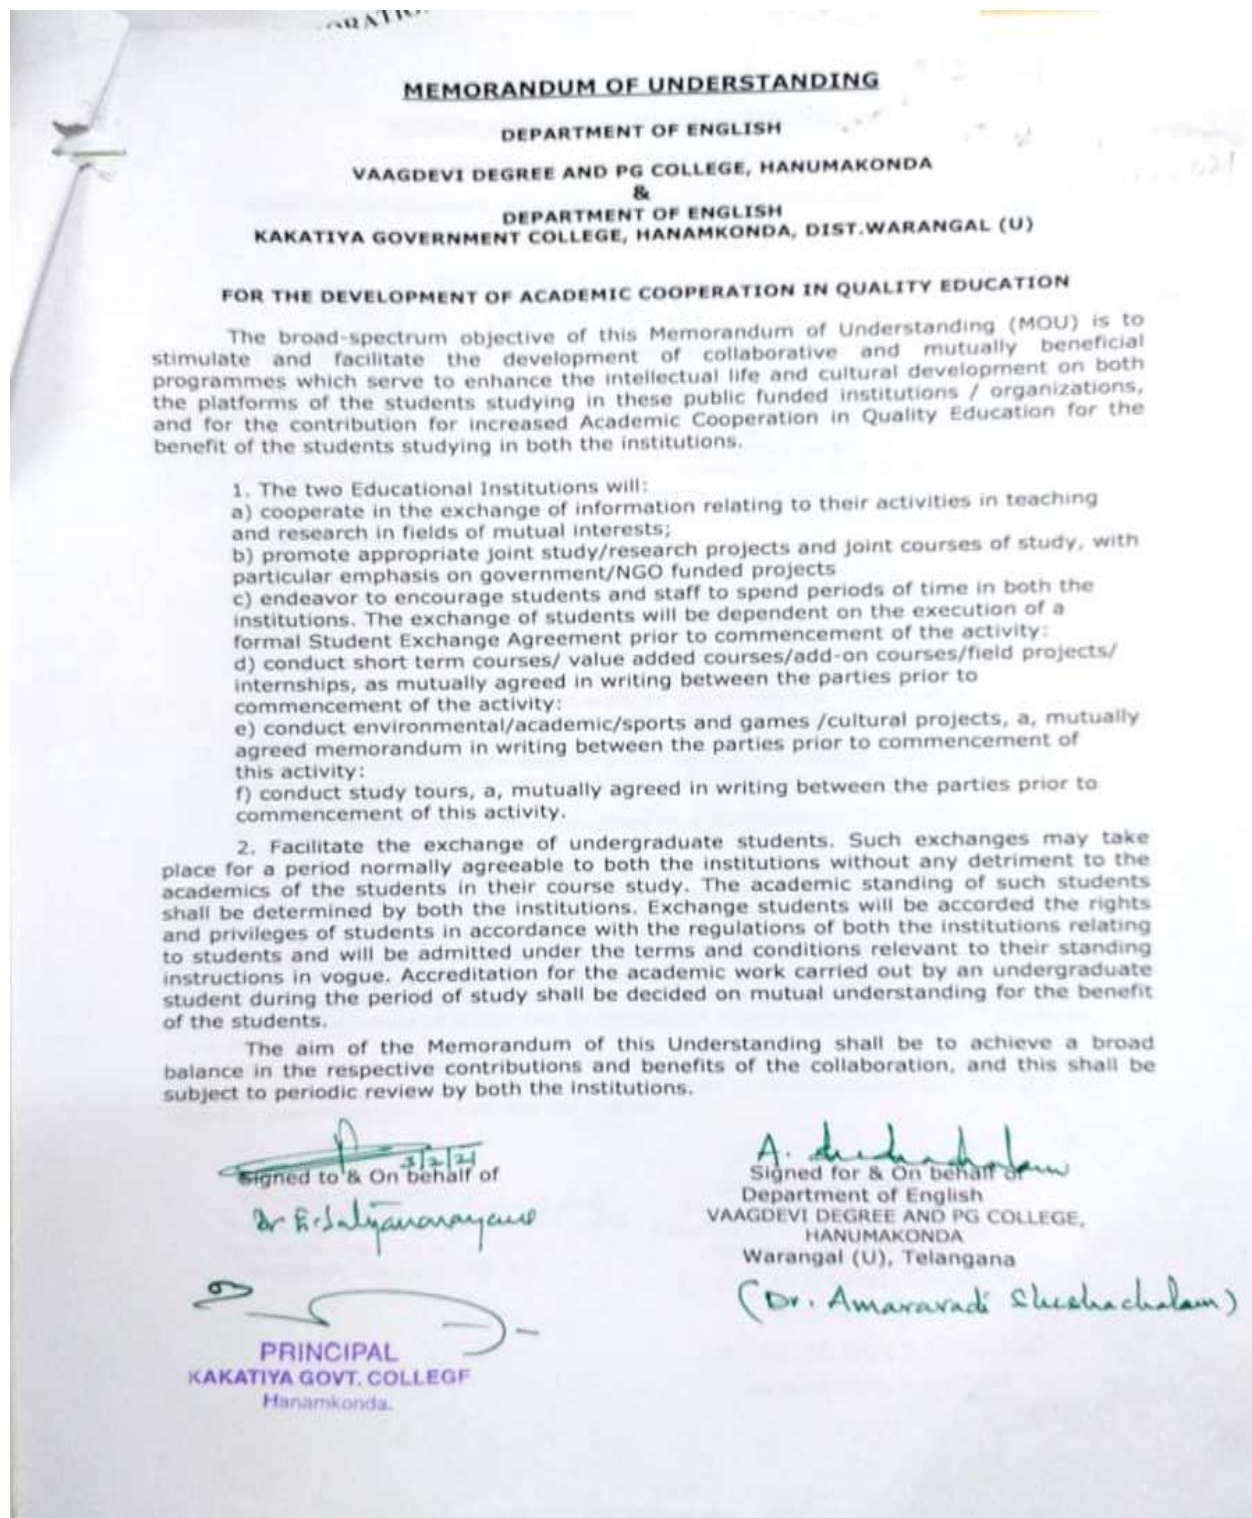 MEMORANDUM OF UNDERSTANDING
DEPARTMENT OF ENGLISH
VAAGDEVI DEGREE AND PG COLLEGE, HANUMAKONDA
&
DEPARTMENT OF ENGLISH
KAKATIYA GOVERNMENT COLLEGE, HANAMKONDA, DIST.WARANGAL (U)
FOR THE DEVELOPMENT OF ACADEMIC COOPERATION IN QUALITY EDUCATION
The broad-spectrum objective of this Memorandum of Understanding (MOU) is to
stimulate and facilitate the development of collaborative and mutually beneficial
programmes which serve to enhance the intellectual life and cultural development on both
the platforms of the students studying in these public funded institutions / organizations,
and for the contribution for increased Academic Cooperation in Quality Education for the
benefit of the students studying in both the institutions.
1. The two Educational Institutions will:
a) cooperate in the exchange of information relating to their activities in teaching
and research in fields of mutual interests;
b) promote appropriate joint study/research projects and joint courses of study, with
particular emphasis on government/NGO funded projects
c) endeavor to encourage students and staff to spend periods of time in both the
institutions. The exchange of students will be dependent on the execution of a
formal Student Exchange Agreement prior to commencement of the activity:
d) conduct short term courses/ value added courses/add-on courses/field projects/
internships, as mutually agreed in writing between the parties prior to
commencement of the activity:
e) conduct environmental/academic/sports and games /cultural projects, a, mutually
agreed memorandum in writing between the parties prior to commencement of
this activity:
f) conduct study tours, a, mutually agreed in writing between the parties prior to
commencement of this activity.
2. Facilitate the exchange of undergraduate students. Such exchanges may take
place for a period normally agreeable to both the institutions without any detriment to the
academics of the students in their course study. The academic standing of such students
shall be determined by both the institutions. Exchange students will be accorded the rights
and privileges of students in accordance with the regulations of both the institutions relating
to students and will be admitted under the terms and conditions relevant to their standing
instructions in vogue. Accreditation for the academic work carried out by an undergraduate
student during the period of study shall be decided on mutual understanding for the benefit
of the students.
The aim of the Memorandum of this Understanding shall be to achieve a broad
balance in the respective contributions and benefits of the collaboration, and this shall be
subject to periodic review by both the institutions.
3/2/21
Signed to & On behalf of
Dr
A. Sheshachalam
Signed for & On behalf of
Department of English
VAAGDEVI DEGREE AND PG COLLEGE,
HANUMAKONDA
Warangal (U), Telangana
(Dr. Amaravadi Sheshachalam)
PRINCIPAL
KAKATIYA GOVT. COLLEGE
Hanamkonda.